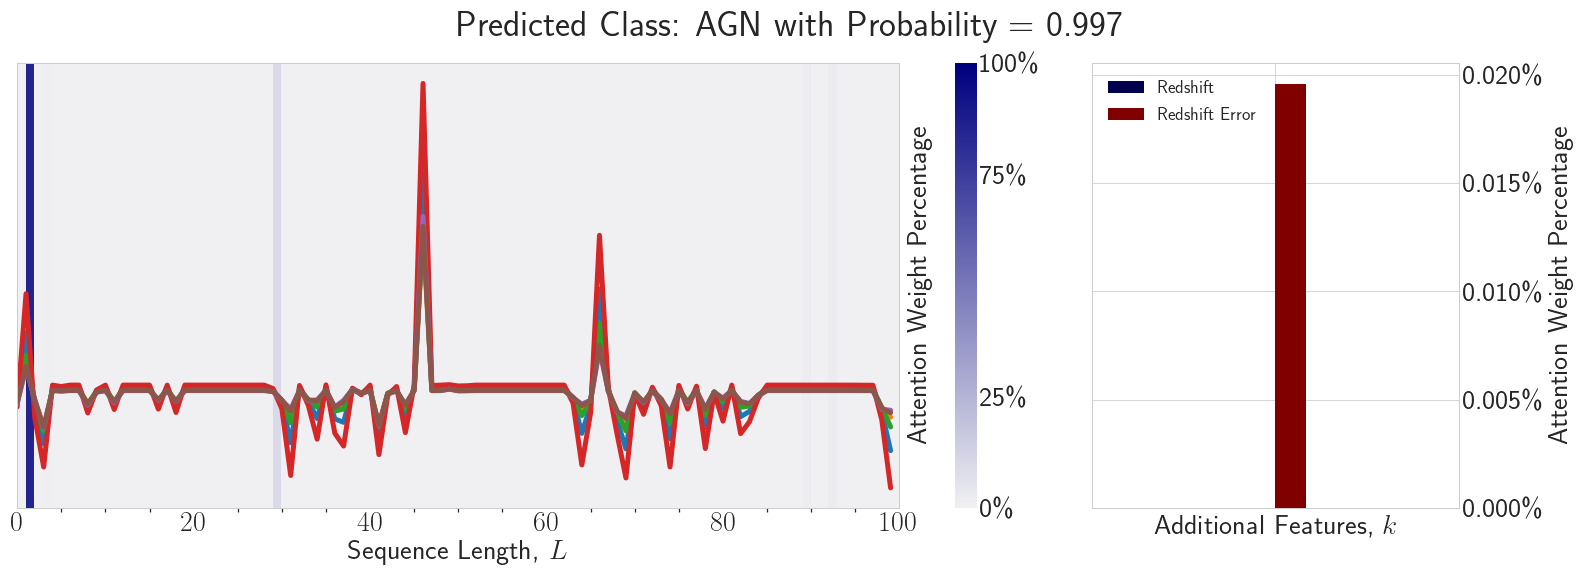 Predicted Class: AGN with Probability = 0.997
100%
75%
25%
0%
Attention Weight Percentage
0 20 40 60 80 100
Sequence Length, L
Redshift
Redshift Error
0.020%
0.015%
0.010%
0.005%
0.000%
Attention Weight Percentage
Additional Features, k